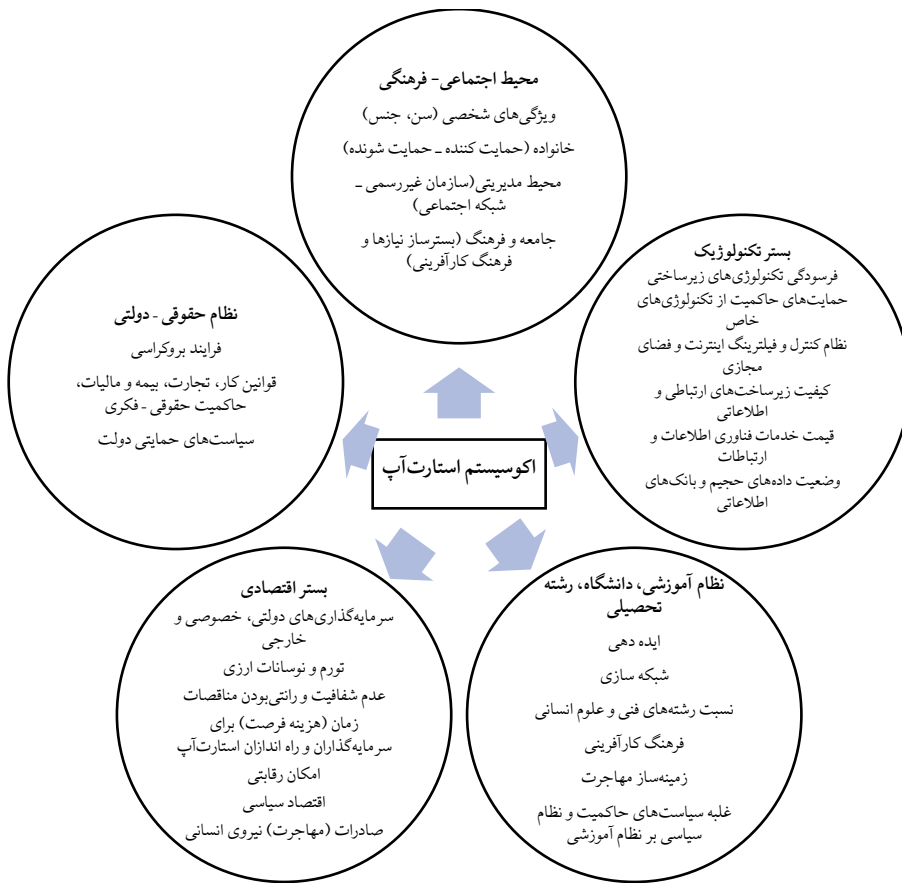 محیط اجتماعی- فرهنگی
ویژگی‌های شخصی (سن، جنس)
خانواده (حمایت کننده ـ حمایت شونده)
محیط مدیریتی(سازمان غیررسمی ـ
شبکه اجتماعی)
جامعه و فرهنگ (بسترساز نیازها و
فرهنگ کارآفرینی)
بستر تکنولوژیک
فرسودگی تکنولوژی‌های زیرساختی
حمایت‌های حاکمیت از تکنولوژی‌های
خاص
نظام کنترل و فیلترینگ اینترنت و فضای
مجازی
کیفیت زیرساخت‌های ارتباطی و
اطلاعاتی
قیمت خدمات فناوری اطلاعات و
ارتباطات
وضعیت داده‌های حجیم و بانک‌های
اطلاعاتی
نظام حقوقی - دولتی
فرایند بروکراسی
قوانین کار، تجارت، بیمه و مالیات،
حاکمیت حقوقی - فکری
سیاست‌های حمایتی دولت
اکوسیستم استارت‌آپ
نظام آموزشی، دانشگاه، رشته
تحصیلی
ایده دهی
شبکه سازی
نسبت رشته‌های فنی و علوم انسانی
فرهنگ کارآفرینی
زمینه‌ساز مهاجرت
غلبه سیاست‌های حاکمیت و نظام
سیاسی بر نظام آموزشی
بستر اقتصادی
سرمایه‌گذاری‌های دولتی، خصوصی و
خارجی
تورم و نوسانات ارزی
عدم شفافیت و رانتی‌بودن مناقصات
زمان (هزینه فرصت) برای
سرمایه‌گذاران و راه اندازان استارت‌آپ
امکان رقابتی
اقتصاد سیاسی
صادرات (مهاجرت) نیروی انسانی